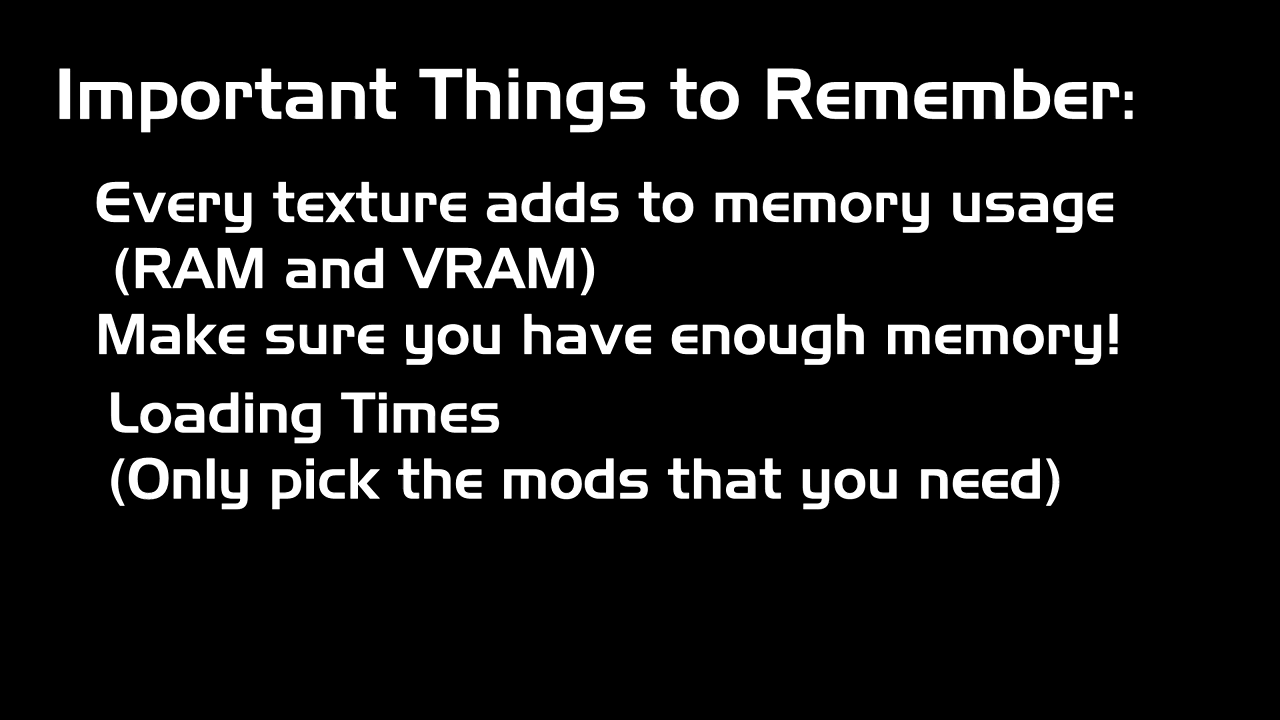 Important Things to Remember:
Every texture adds to memory usage
(RAM and VRAM)
Make sure you have enough memory!
Loading Times
(Only pick the mods that you need)